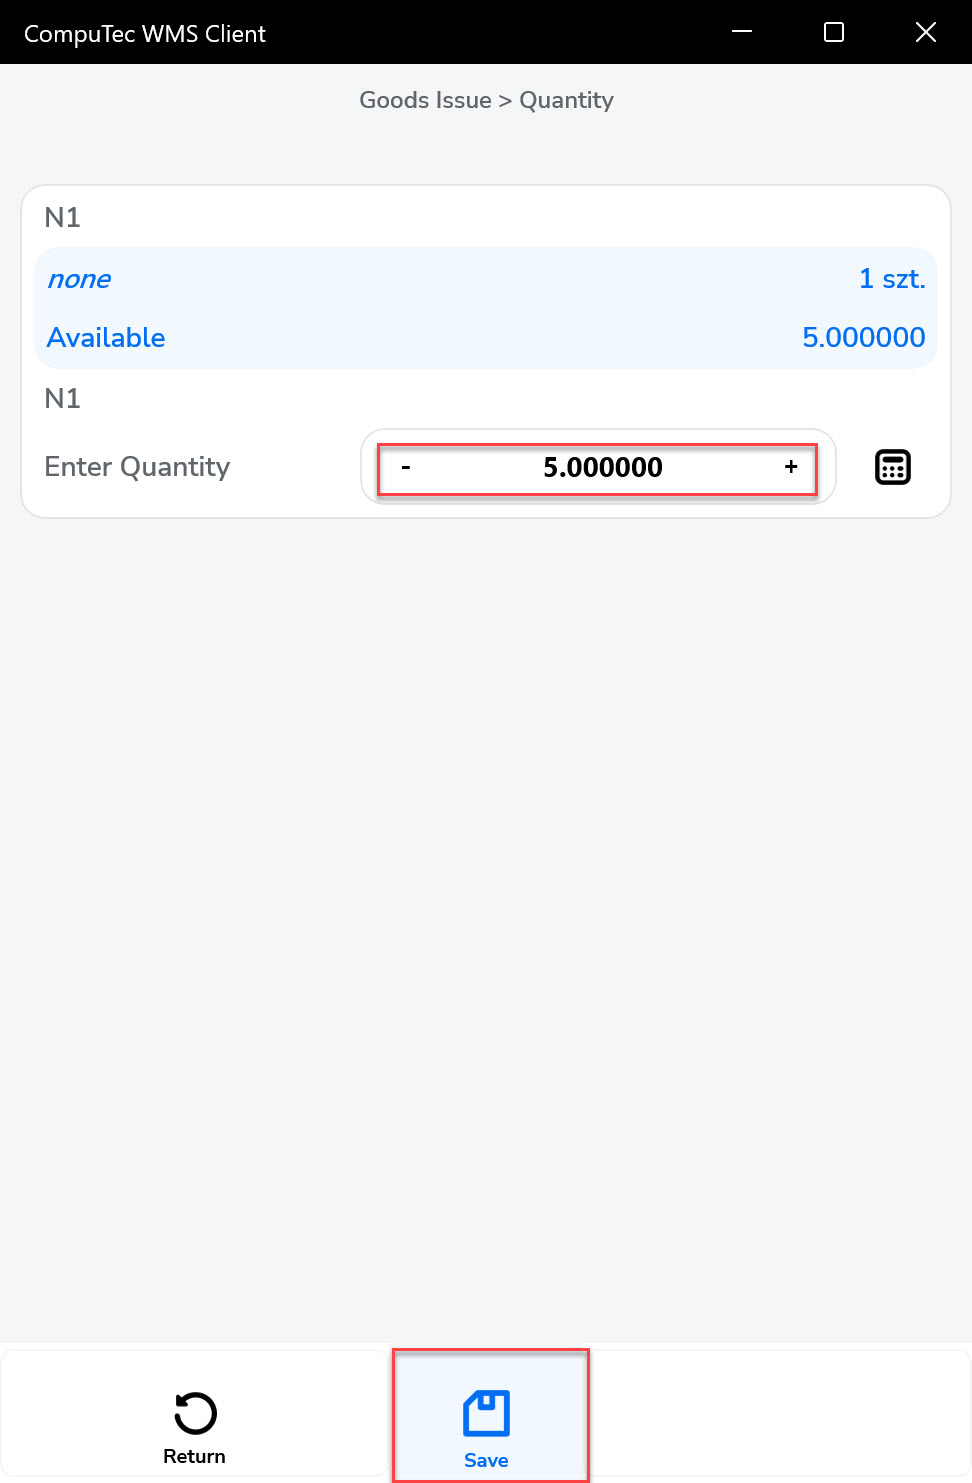 CompuTec WMS Client
Goods Issue > Quantity
N1
none 1 szt.
Available 5.000000
N1
Enter Quantity - 5.000000 +
Return Save